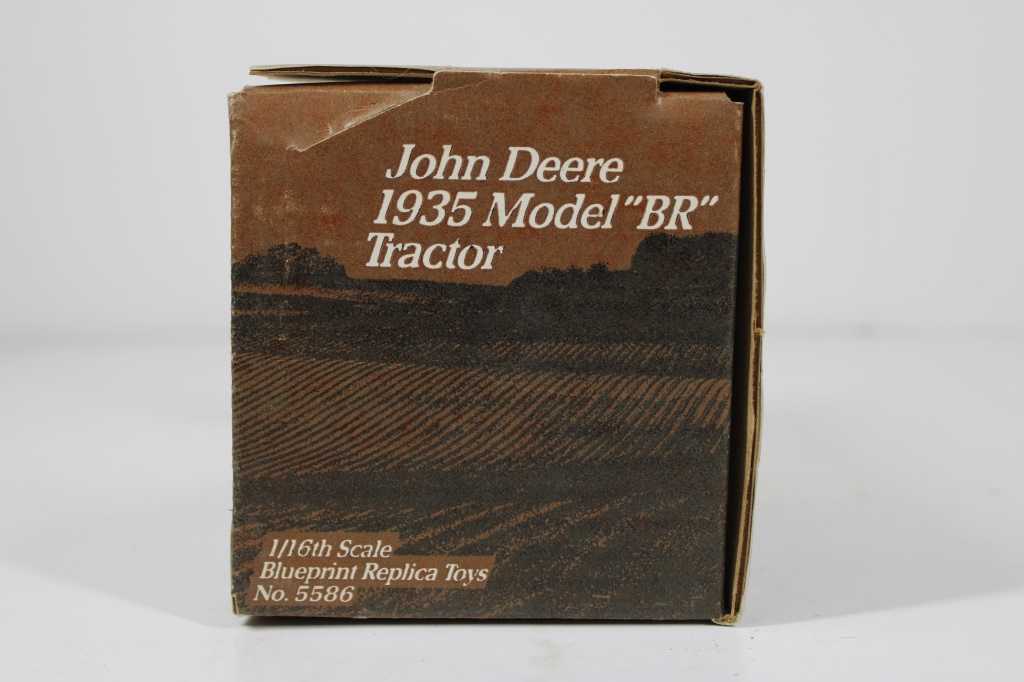 John Deere
1935 Model "BR"
Tractor
1/16th Scale
Blueprint Replica Toys
No. 5586